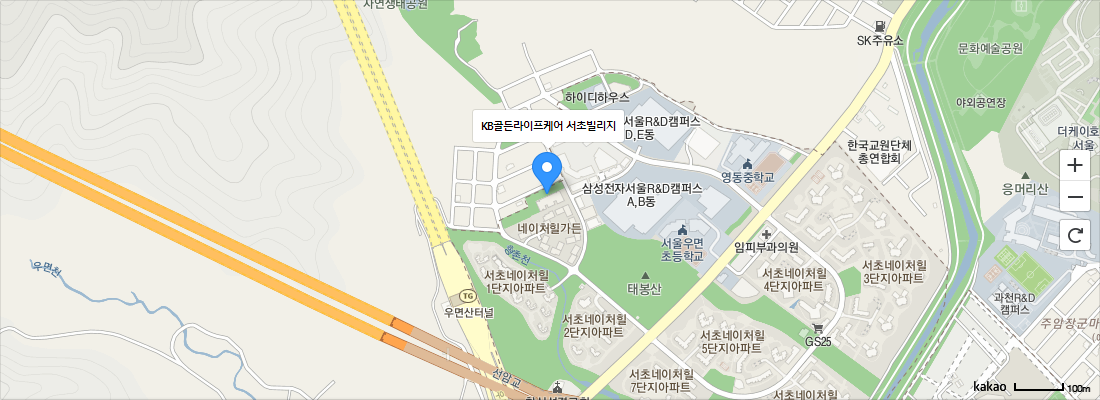 자연생태공원
SK주유소
문화예술공원
하이디하우스
야외공연장
KB골든라이프케어 서초빌리지
서울R&D캠퍼스
D,E동
더케이호
서울
한국교원단체
총연합회
영동중학교
응머리산
삼성전자서울R&D캠퍼스
A,B동
네이처힐가든
서울우면
초등학교
임피부과의원
우면천
촌천
서초네이처힐
1단지아파트
태봉산
서초네이처힐
4단지아파트
서초네이처힐
3단지아파트
TG
우면산터널
과천R&D
캠퍼스
서초네이처힐
2단지아파트
서초네이처힐
5단지아파트
GS25
주암장군마
선암교
서초네이처힐
7단지아파트
kakao
100m